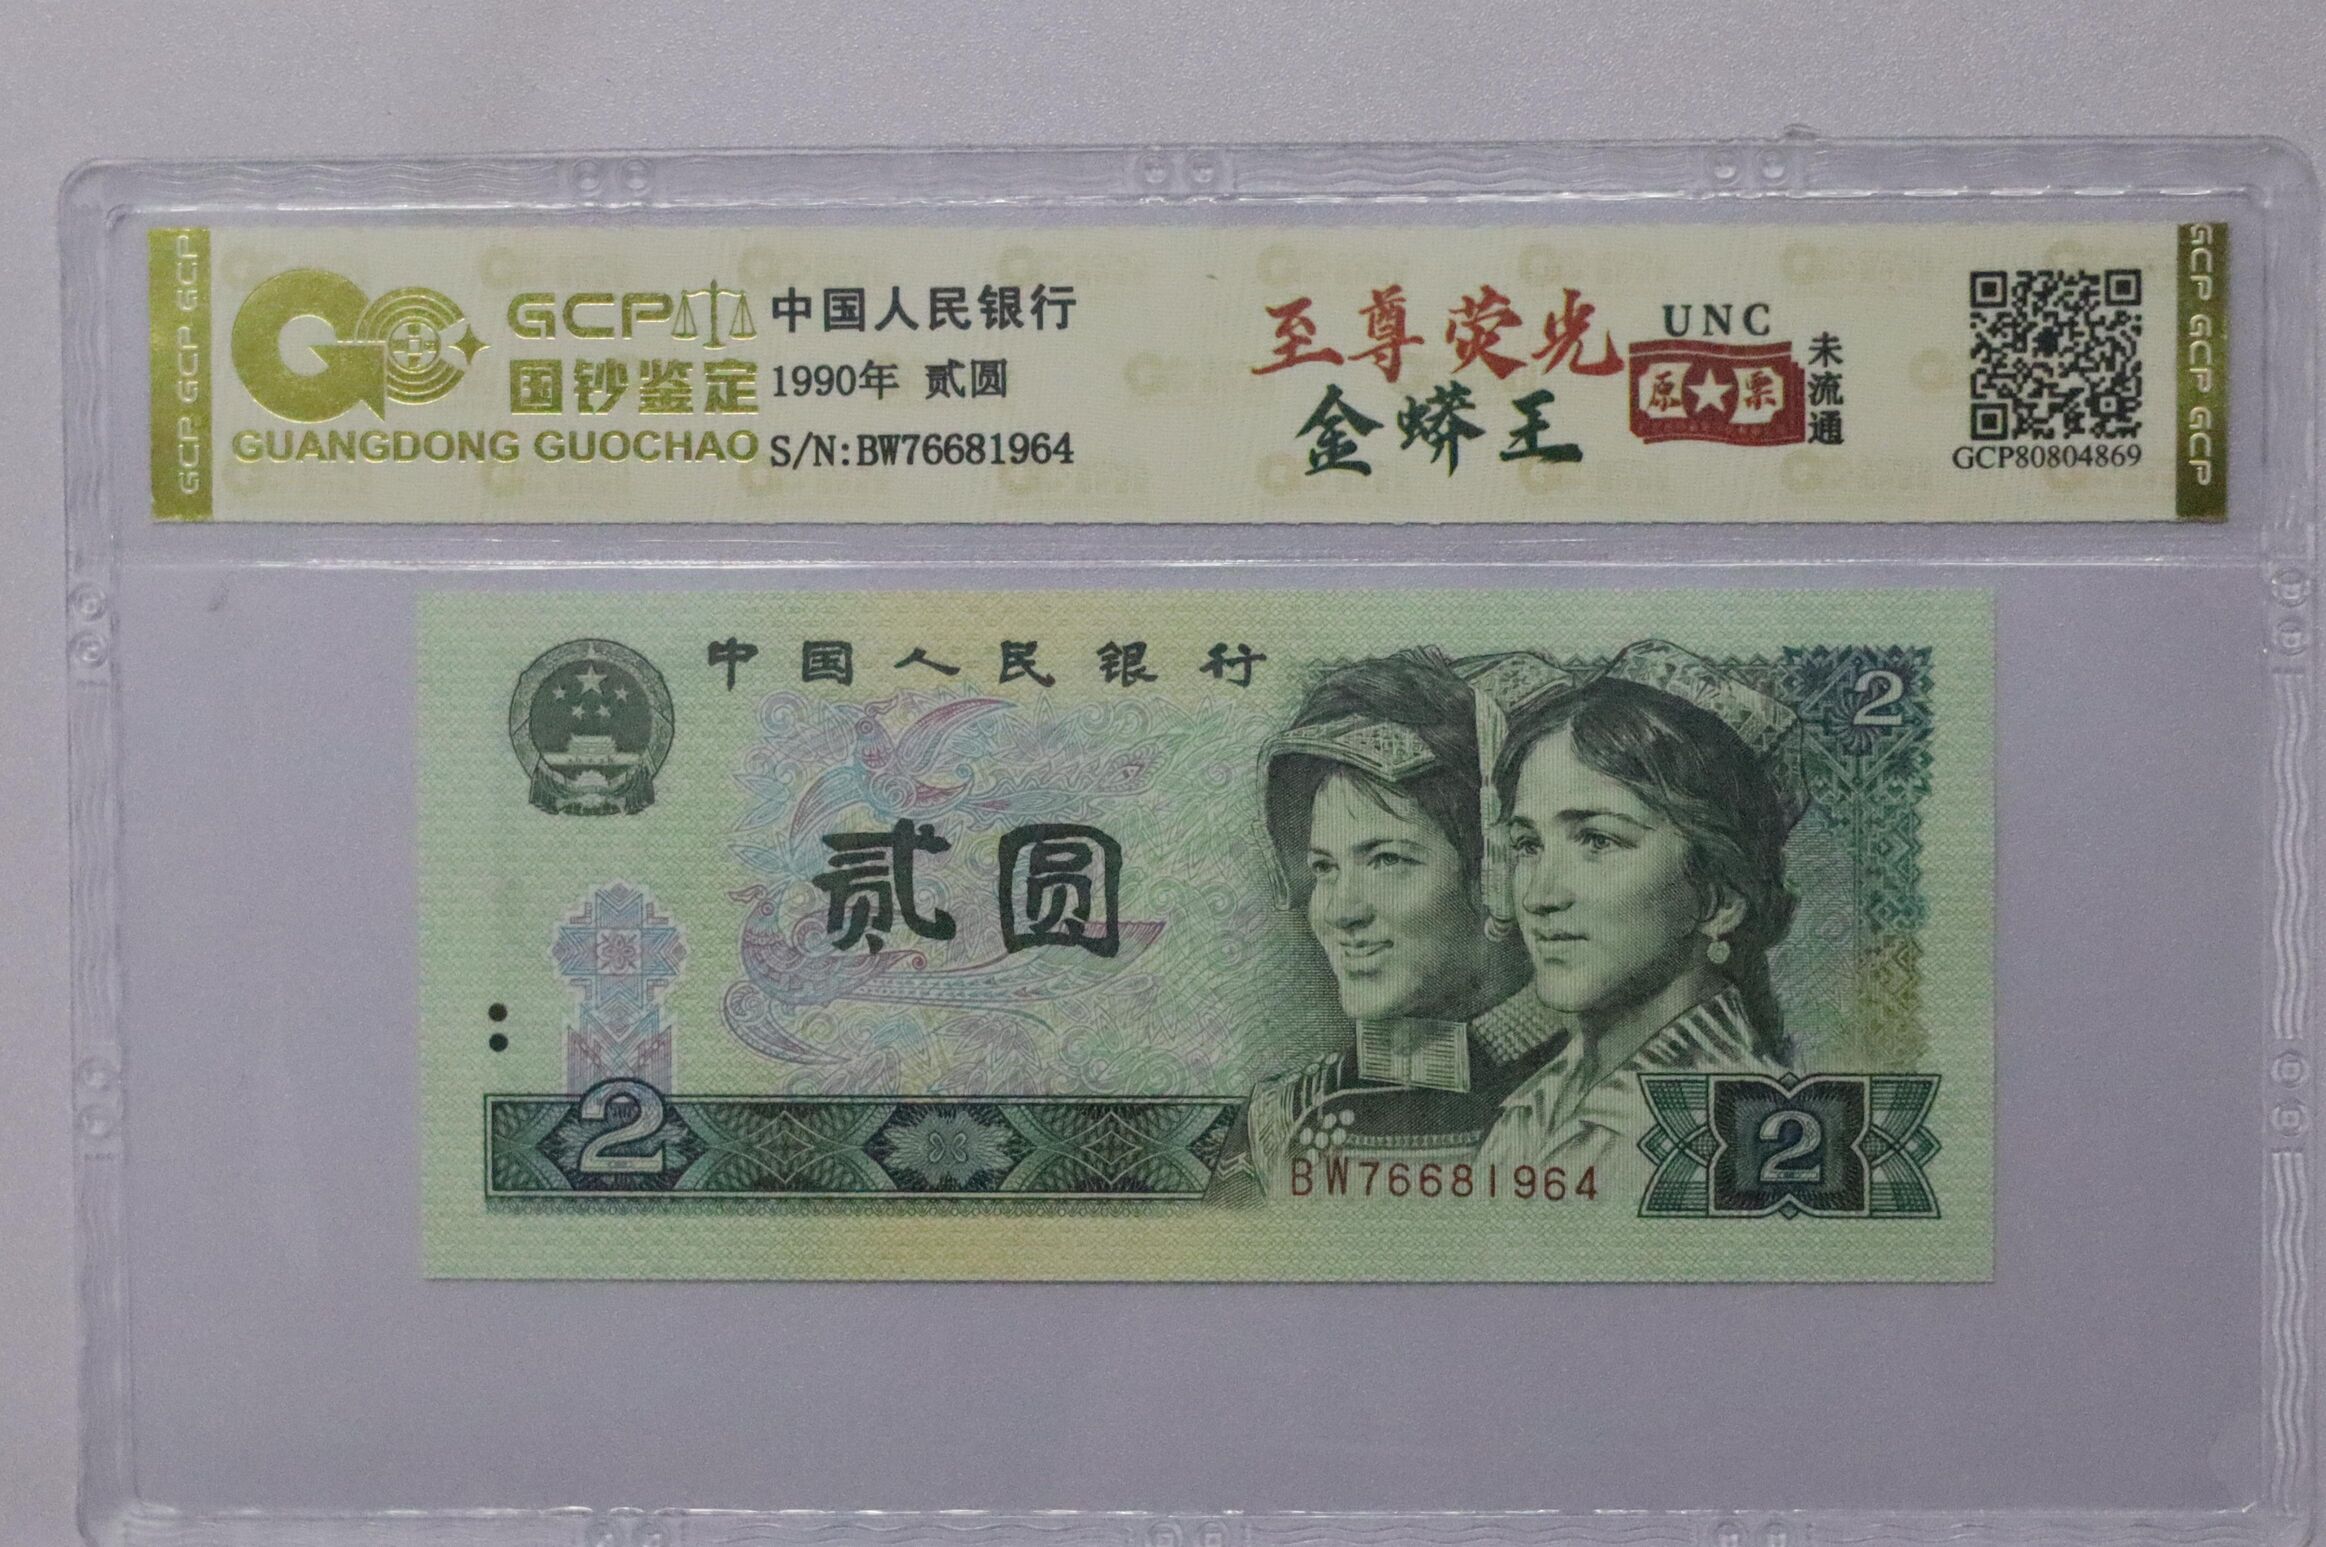 GCP GCP GCP
GCP
国钞鉴定
GUANGDONG GUOCHAO
中国人民银行
1990年 贰圆
S/N:BW76681964
至尊荧光
金蟒王
UNC
原★票
未流通
GCP80804869
GCP GCP GCP
中国人民银行
2
贰圆
2
BW76681964
2